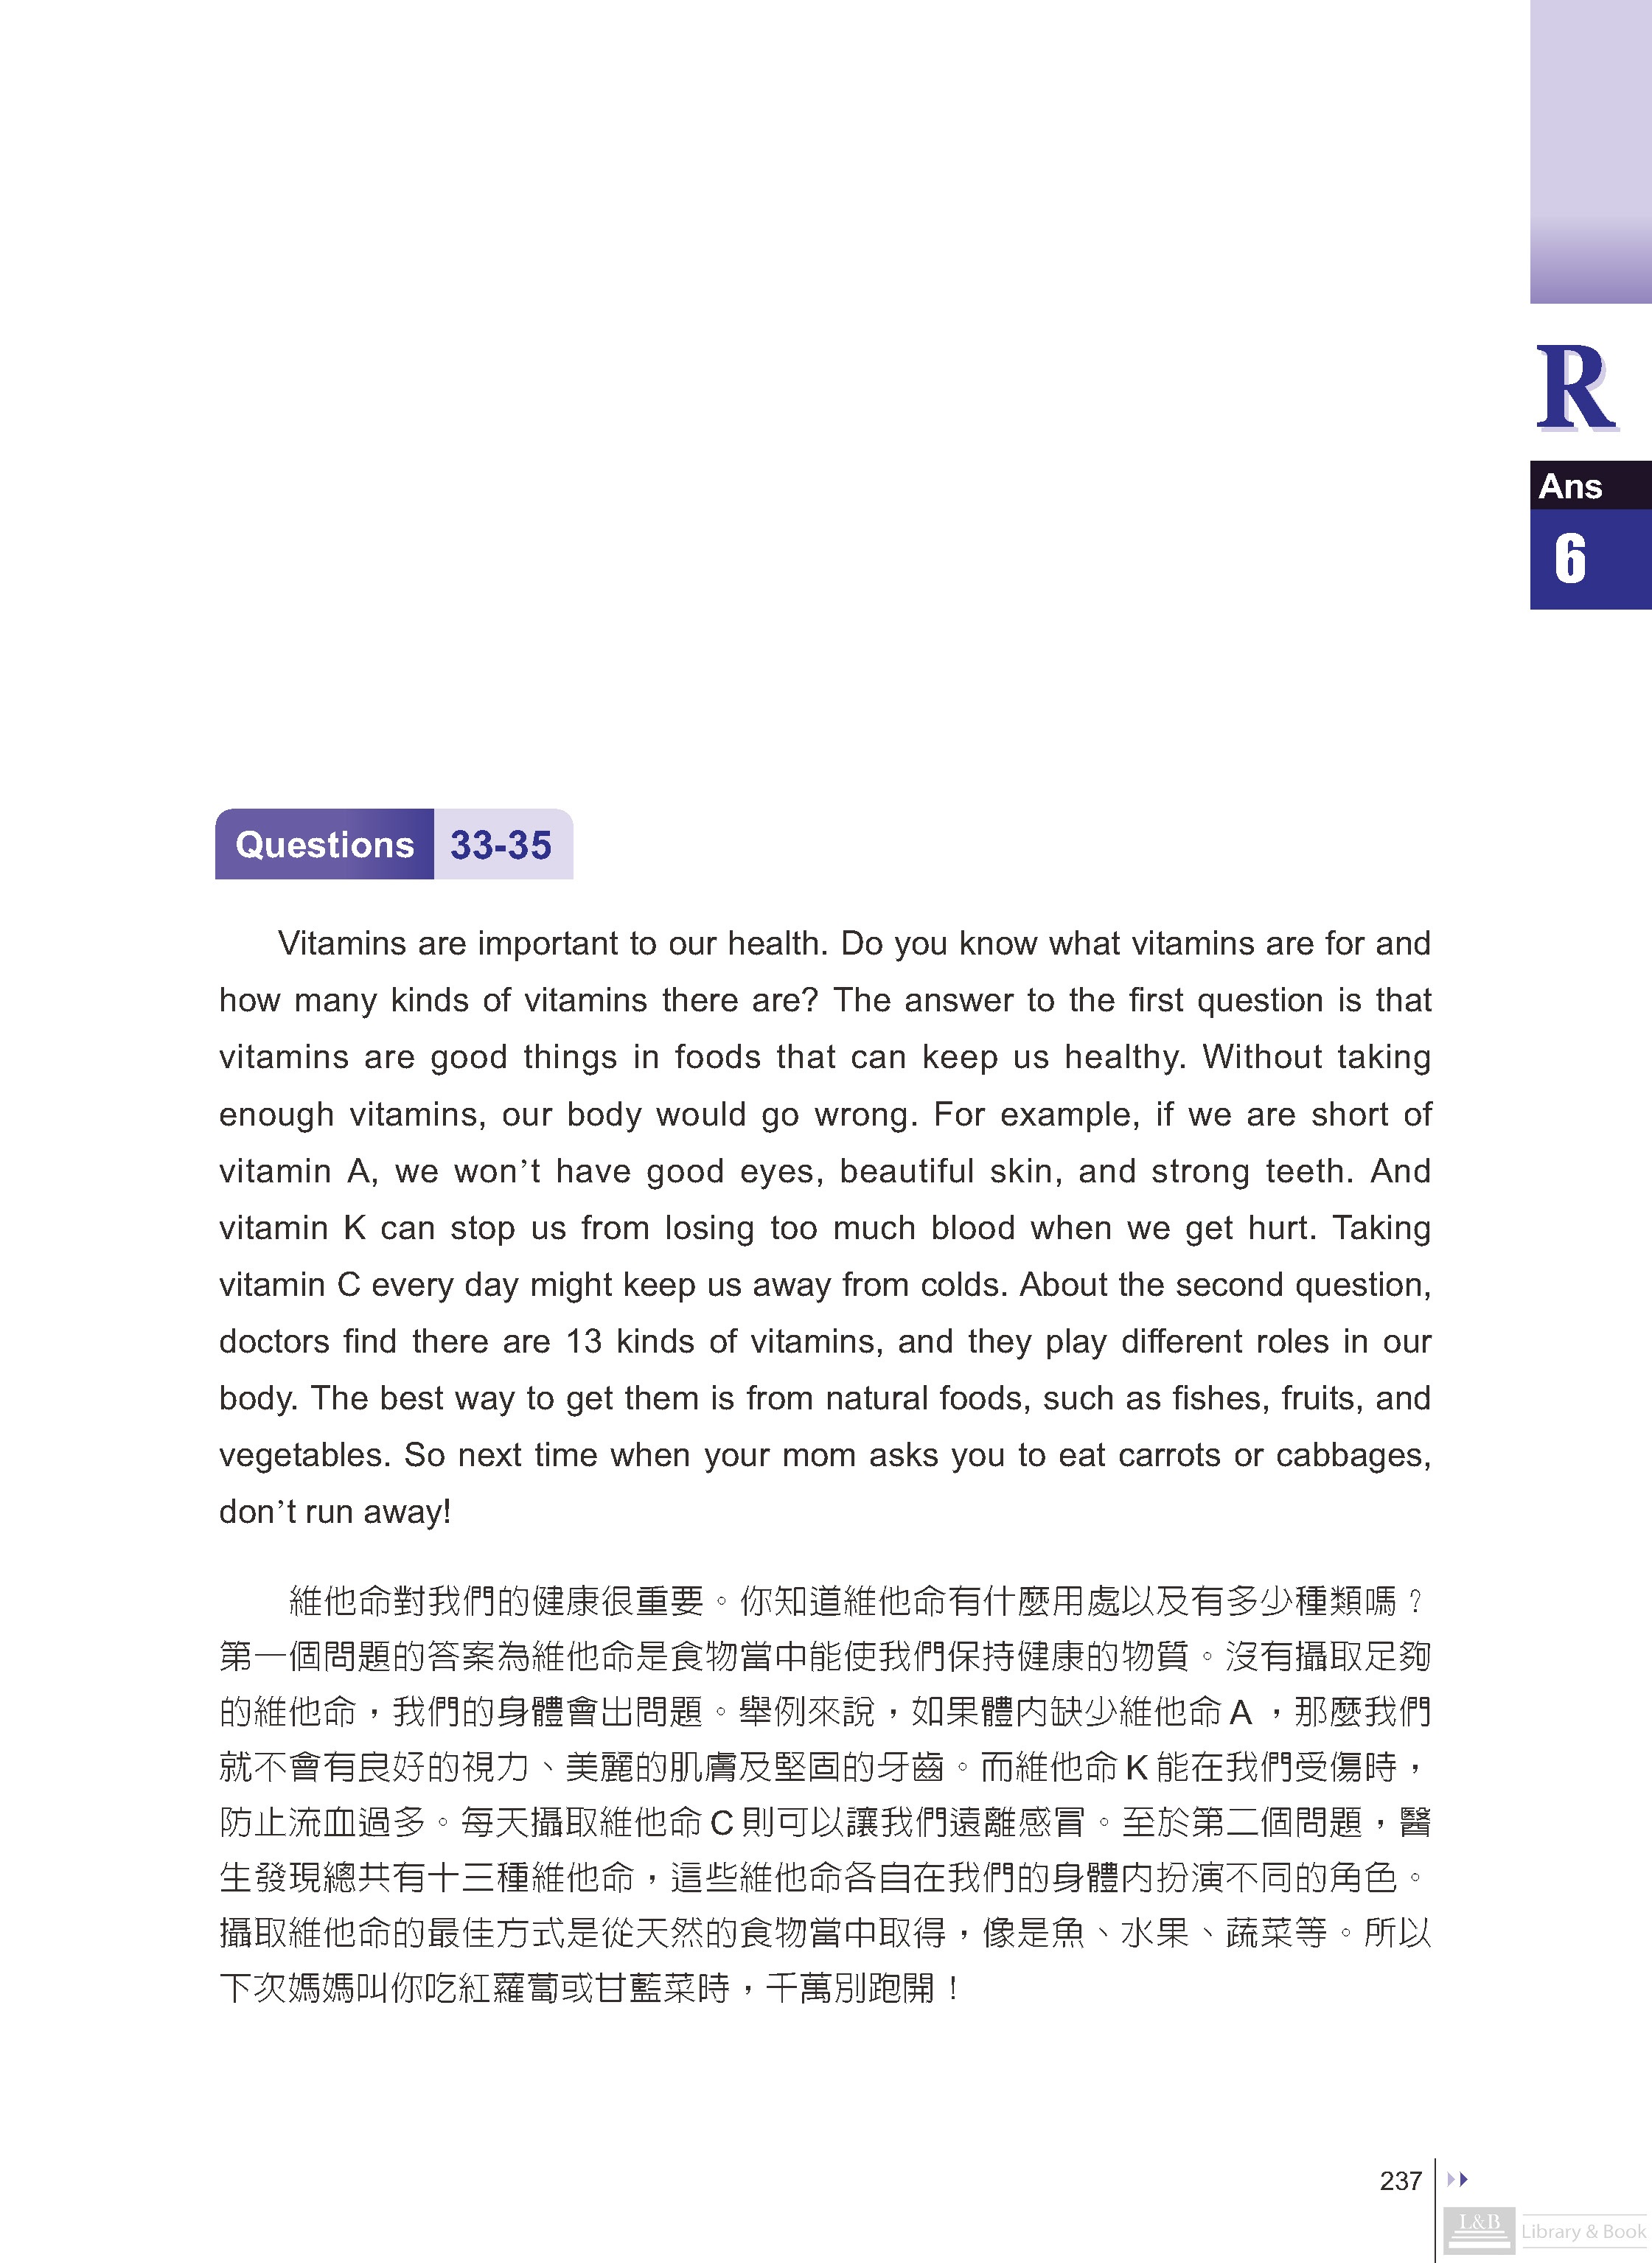 R
Ans
6
Questions 33-35
Vitamins are important to our health. Do you know what vitamins are for and
how many kinds of vitamins there are? The answer to the first question is that
vitamins are good things in foods that can keep us healthy. Without taking
enough vitamins, our body would go wrong. For example, if we are short of
vitamin A, we won’t have good eyes, beautiful skin, and strong teeth. And
vitamin K can stop us from losing too much blood when we get hurt. Taking
vitamin C every day might keep us away from colds. About the second question,
doctors find there are 13 kinds of vitamins, and they play different roles in our
body. The best way to get them is from natural foods, such as fishes, fruits, and
vegetables. So next time when your mom asks you to eat carrots or cabbages,
don’t run away!
維他命對我們的健康很重要。你知道維他命有什麼用處以及有多少種類嗎？
第一個問題的答案為維他命是食物當中能使我們保持健康的物質。沒有攝取足夠
的維他命，我們的身體會出問題。舉例來說，如果體內缺少維他命 A ，那麼我們
就不會有良好的視力、美麗的肌膚及堅固的牙齒。而維他命 K 能在我們受傷時，
防止流血過多。每天攝取維他命 C 則可以讓我們遠離感冒。至於第二個問題，醫
生發現總共有十三種維他命，這些維他命各自在我們的身體內扮演不同的角色。
攝取維他命的最佳方式是從天然的食物當中取得，像是魚、水果、蔬菜等。所以
下次媽媽叫你吃紅蘿蔔或甘藍菜時，千萬別跑開！
237
L&B
Library & Book